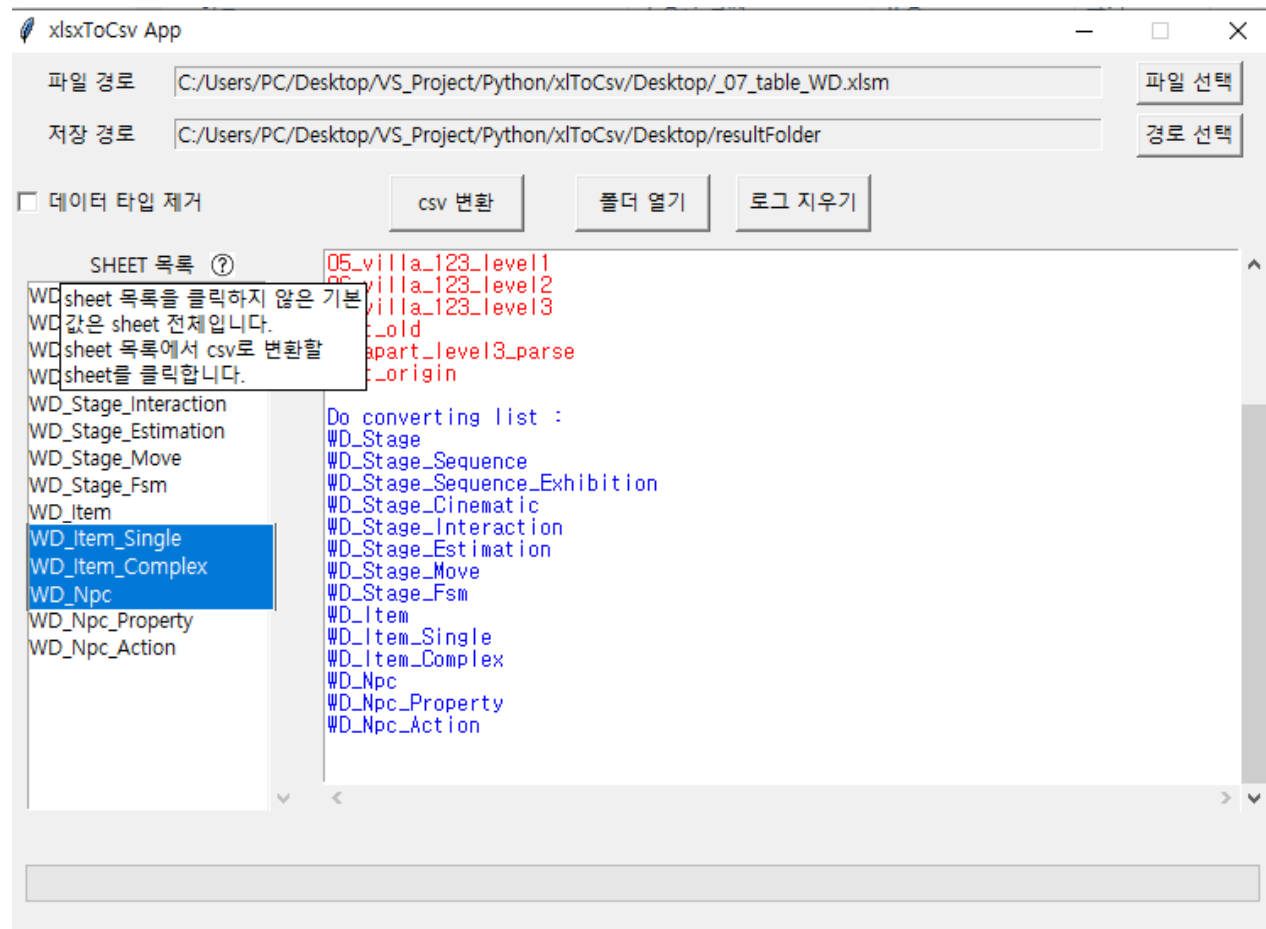 xlsxToCsv App
파일 경로
C:/Users/PC/Desktop/VS_Project/Python/xlToCsv/Desktop/_07_table_WD.xlsm
파일 선택
저장 경로
C:/Users/PC/Desktop/VS_Project/Python/xlToCsv/Desktop/resultFolder
경로 선택
데이터 타입 제거
csv 변환
폴더 열기
로그 지우기
SHEET 목록 ?
sheet 목록을 클릭하지 않은 기본
값은 sheet 전체입니다.
sheet 목록에서 csv로 변환할
sheet를 클릭합니다.
WD
WD
WD
WD
WD_Stage_Interaction
WD_Stage_Estimation
WD_Stage_Move
WD_Stage_Fsm
WD_Item
WD_Item_Single
WD_Item_Complex
WD_Npc
WD_Npc_Property
WD_Npc_Action
05_villa_123_level1
villa_123_level2
villa_123_level3
_old
apart_level3_parse
_origin
Do converting list :
WD_Stage
WD_Stage_Sequence
WD_Stage_Sequence_Exhibition
WD_Stage_Cinematic
WD_Stage_Interaction
WD_Stage_Estimation
WD_Stage_Move
WD_Stage_Fsm
WD_Item
WD_Item_Single
WD_Item_Complex
WD_Npc
WD_Npc_Property
WD_Npc_Action